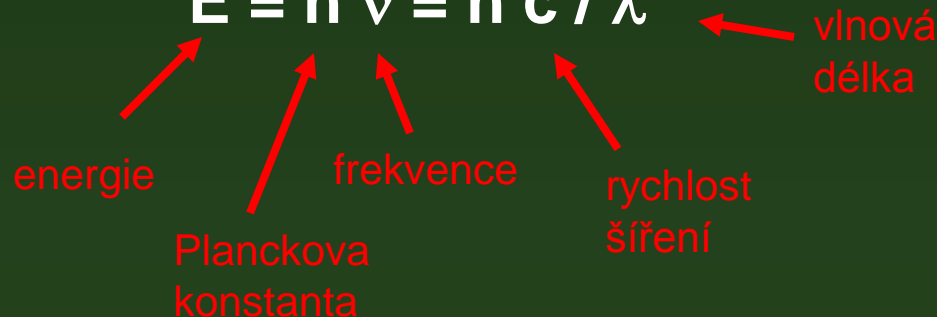 E = h ν = h c / λ
vlnová
délka
energie
frekvence
rychlost
šíření
Planckova
konstanta